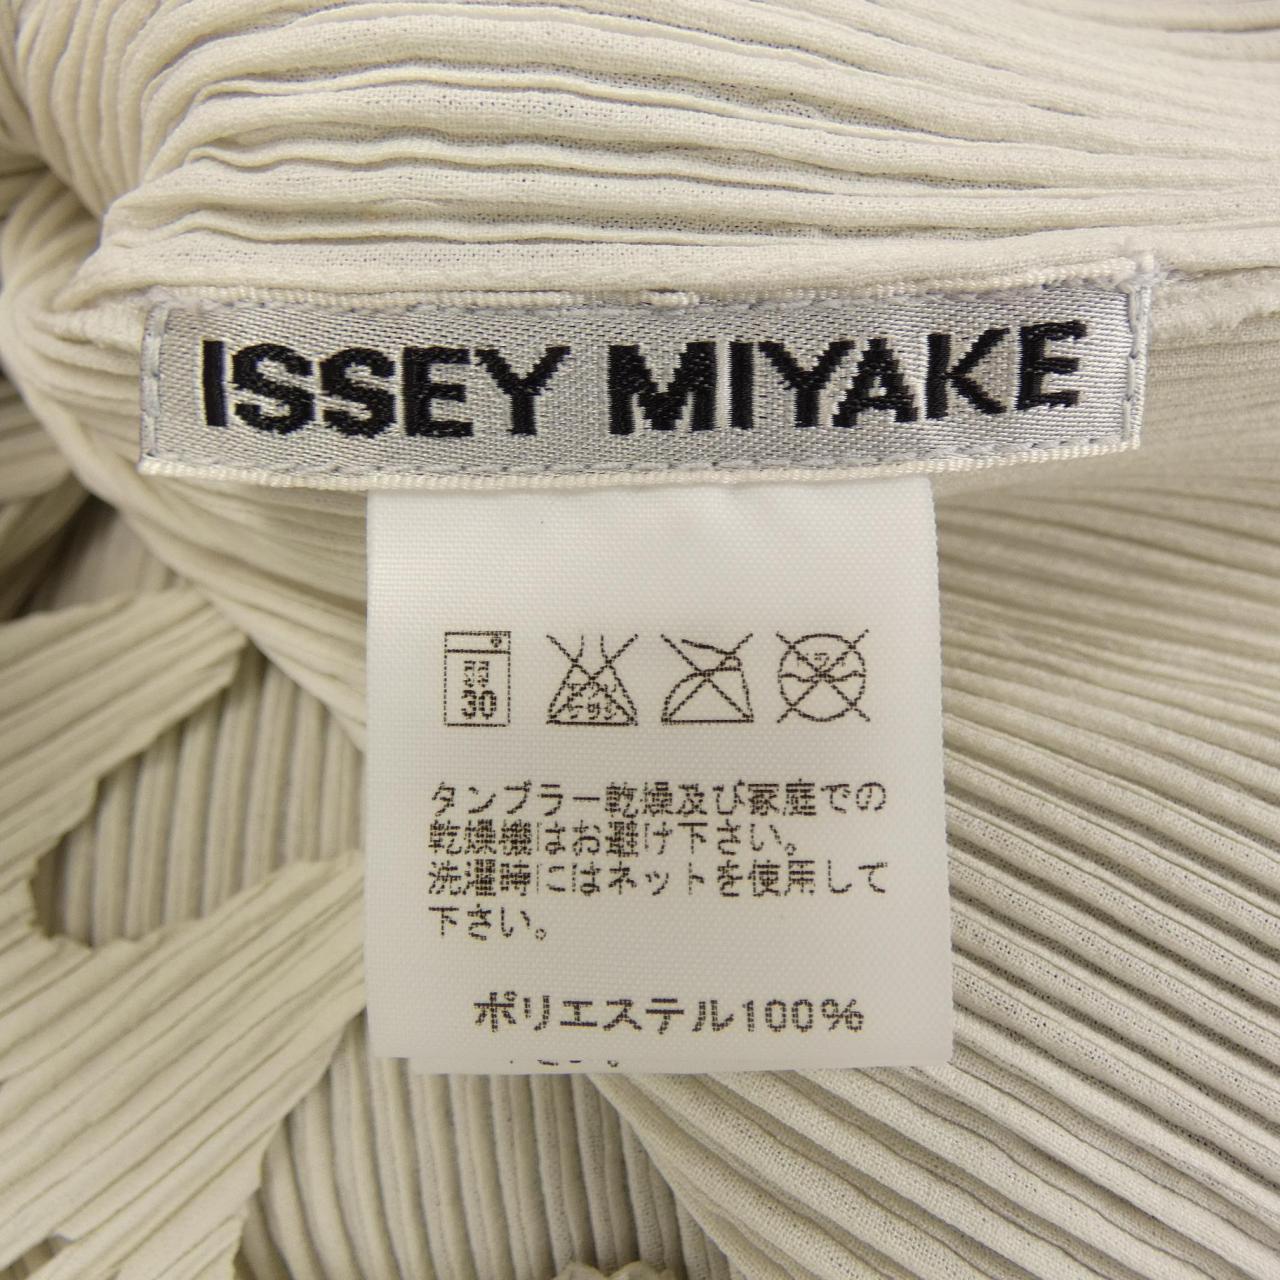 ISSEY MIYAKE
弱
30
タンブラー乾燥及び家庭での
乾燥機はお避け下さい。
洗濯時にはネットを使用して
下さい。
ポリエステル100%